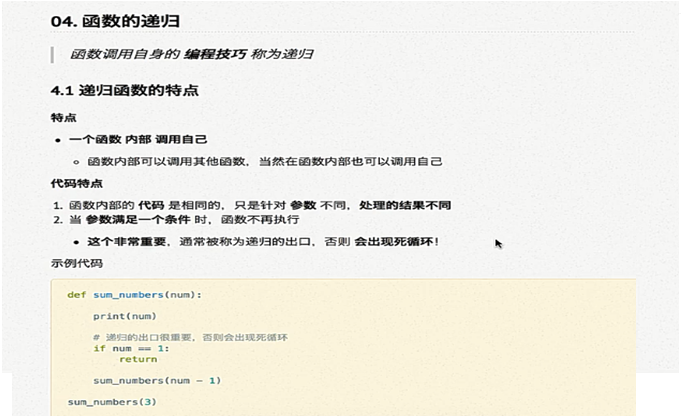 04. 函数的递归
函数调用自身的 编程技巧 称为递归
4.1 递归函数的特点
特点
• 一个函数 内部 调用自己
◦ 函数内部可以调用其他函数，当然在函数内部也可以调用自己
代码特点
1. 函数内部的 代码 是相同的，只是针对 参数 不同，处理的结果不同
2. 当 参数满足一个条件 时，函数不再执行
• 这个非常重要，通常被称为递归的出口，否则 会出现死循环！
示例代码
def sum_numbers(num):
print(num)
# 递归的出口很重要，否则会出现死循环
if num == 1:
return
sum_numbers(num - 1)
sum_numbers(3)